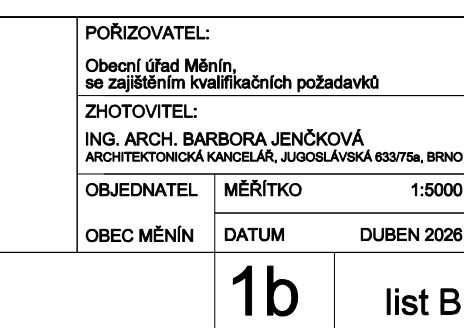 POŘIZOVATEL:
Obecní úřad Měnín,
se zajištěním kvalifikačních požadavků
ZHOTOVITEL:
ING. ARCH. BARBORA JENČKOVÁ
ARCHITEKTONICKÁ KANCELÁŘ, JUGOSLÁVSKÁ 633/75a, BRNO
OBJEDNATEL MĚŘÍTKO 1:5000
OBEC MĚNÍN DATUM DUBEN 2026
1b list B